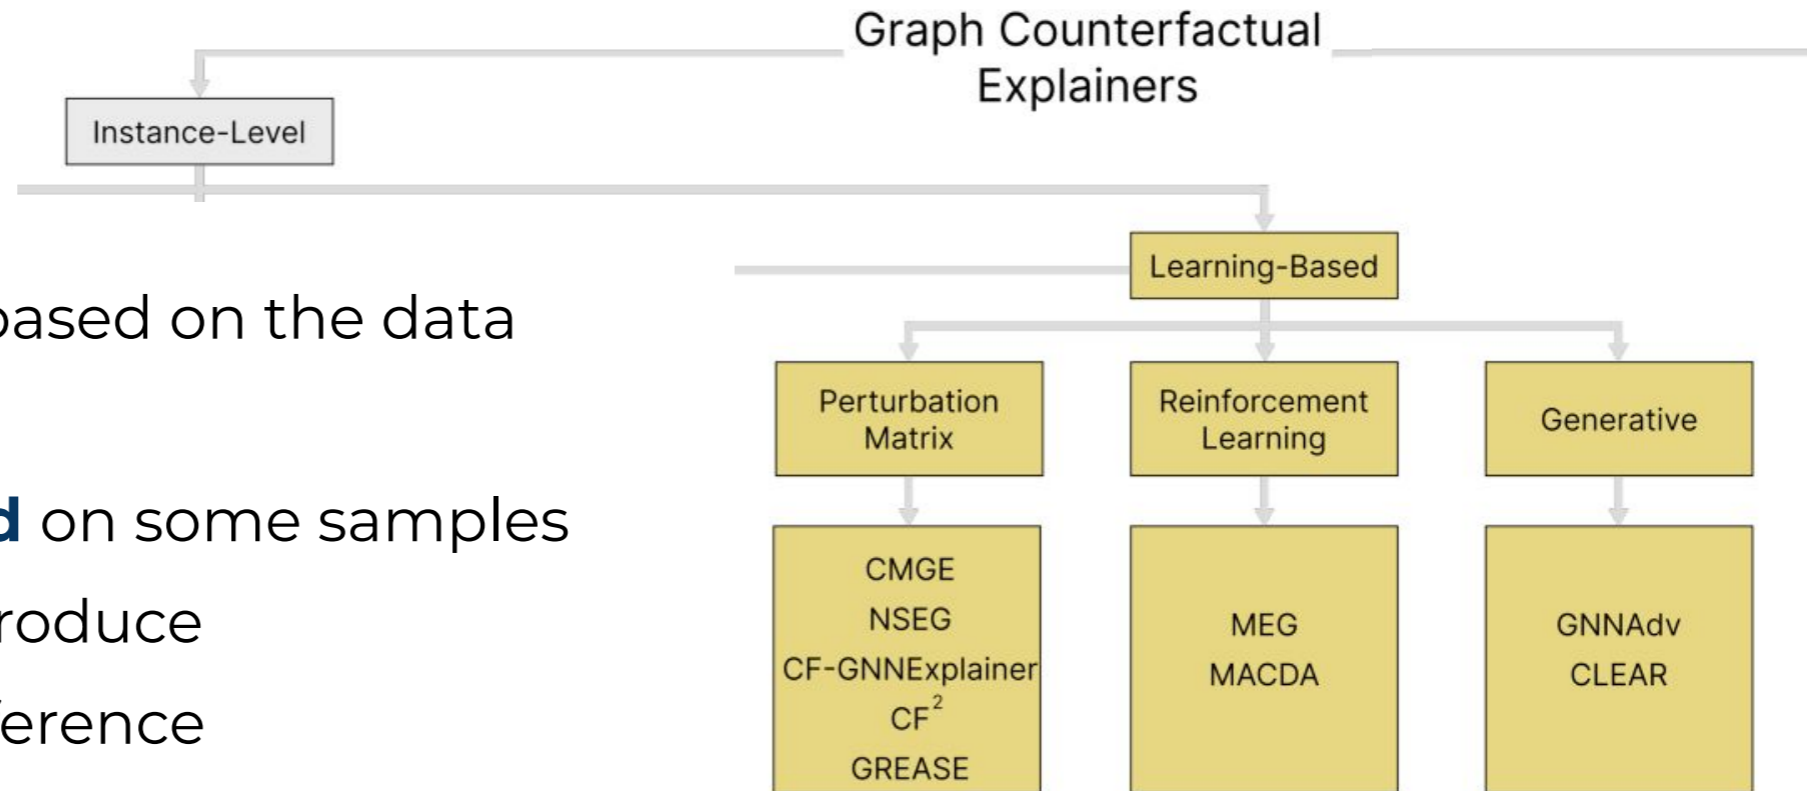 Graph Counterfactual
Explainers
Instance-Level
Learning-Based
based on the data
d on some samples
roduce
erence
Perturbation
Matrix
Reinforcement
Learning
Generative
CMGE
NSEG
CF-GNNExplainer
CF²
GREASE
MEG
MACDA
GNNAdv
CLEAR